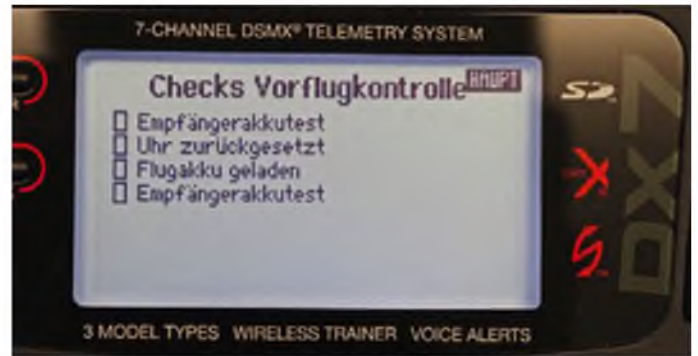 7-CHANNEL DSMX® TELEMETRY SYSTEM
Checks Vorflugkontrolle
HAUPT
Empfängerakkutest
Uhr zurückgesetzt
Flugakku geladen
Empfängerakkutest
DX7
3 MODEL TYPES WIRELESS TRAINER VOICE ALERTS